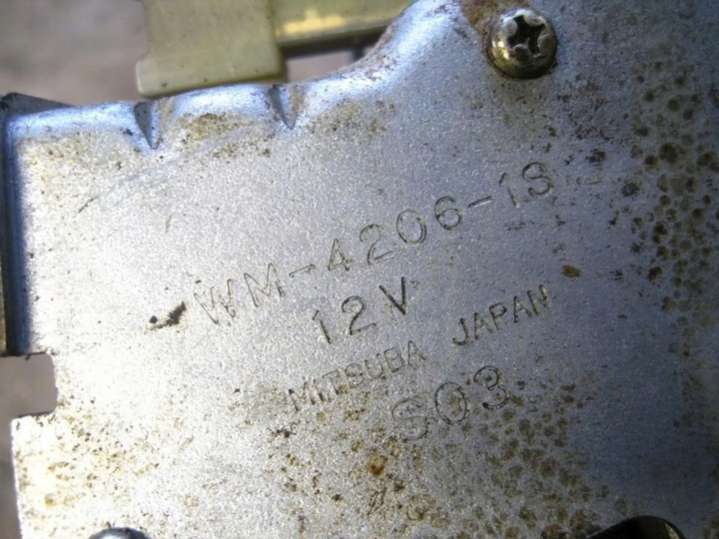 WM-4206-1S
12V
MITSUBA JAPAN
S03